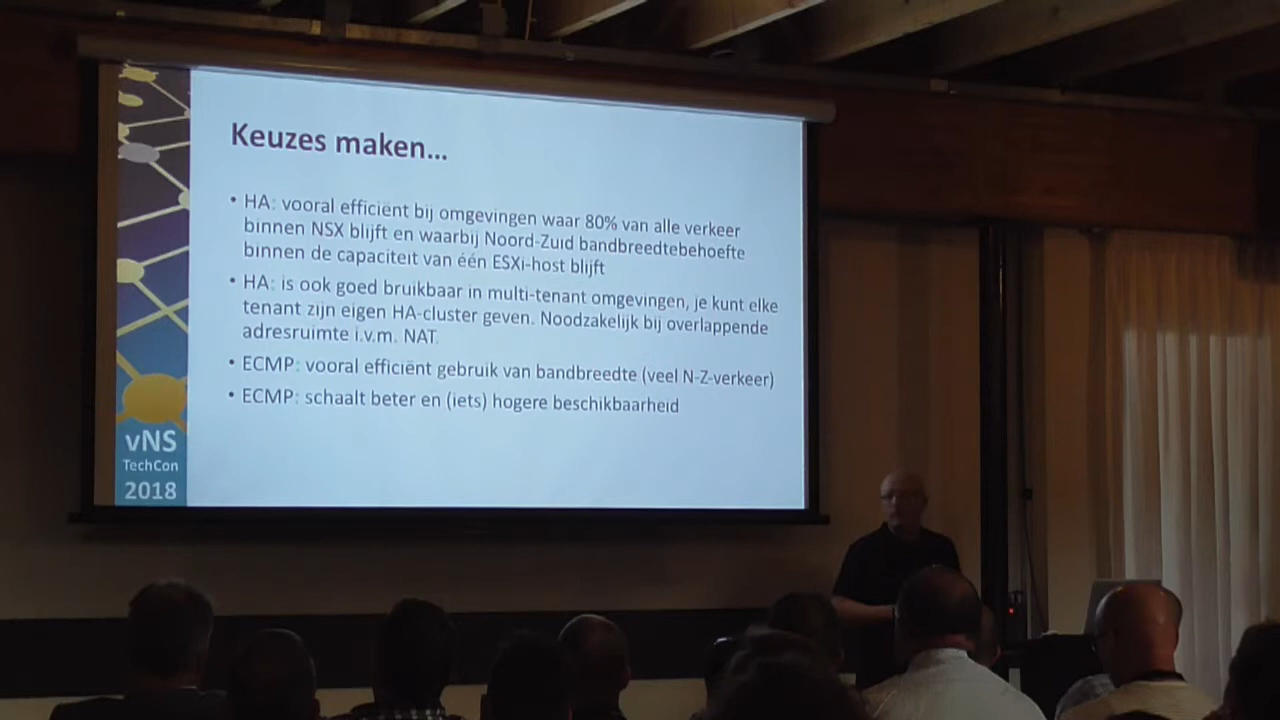 Keuzes maken...
• HA: vooral efficiënt bij omgevingen waar 80% van alle verkeer
binnen NSX blijft en waarbij Noord-Zuid bandbreedtebehoefte
binnen de capaciteit van één ESXi-host blijft
• HA: is ook goed bruikbaar in multi-tenant omgevingen, je kunt elke
tenant zijn eigen HA-cluster geven. Noodzakelijk bij overlappende
adresruimte i.v.m. NAT.
• ECMP: vooral efficiënt gebruik van bandbreedte (veel N-Z-verkeer)
• ECMP: schaalt beter en (iets) hogere beschikbaarheid
vNS
TechCon
2018